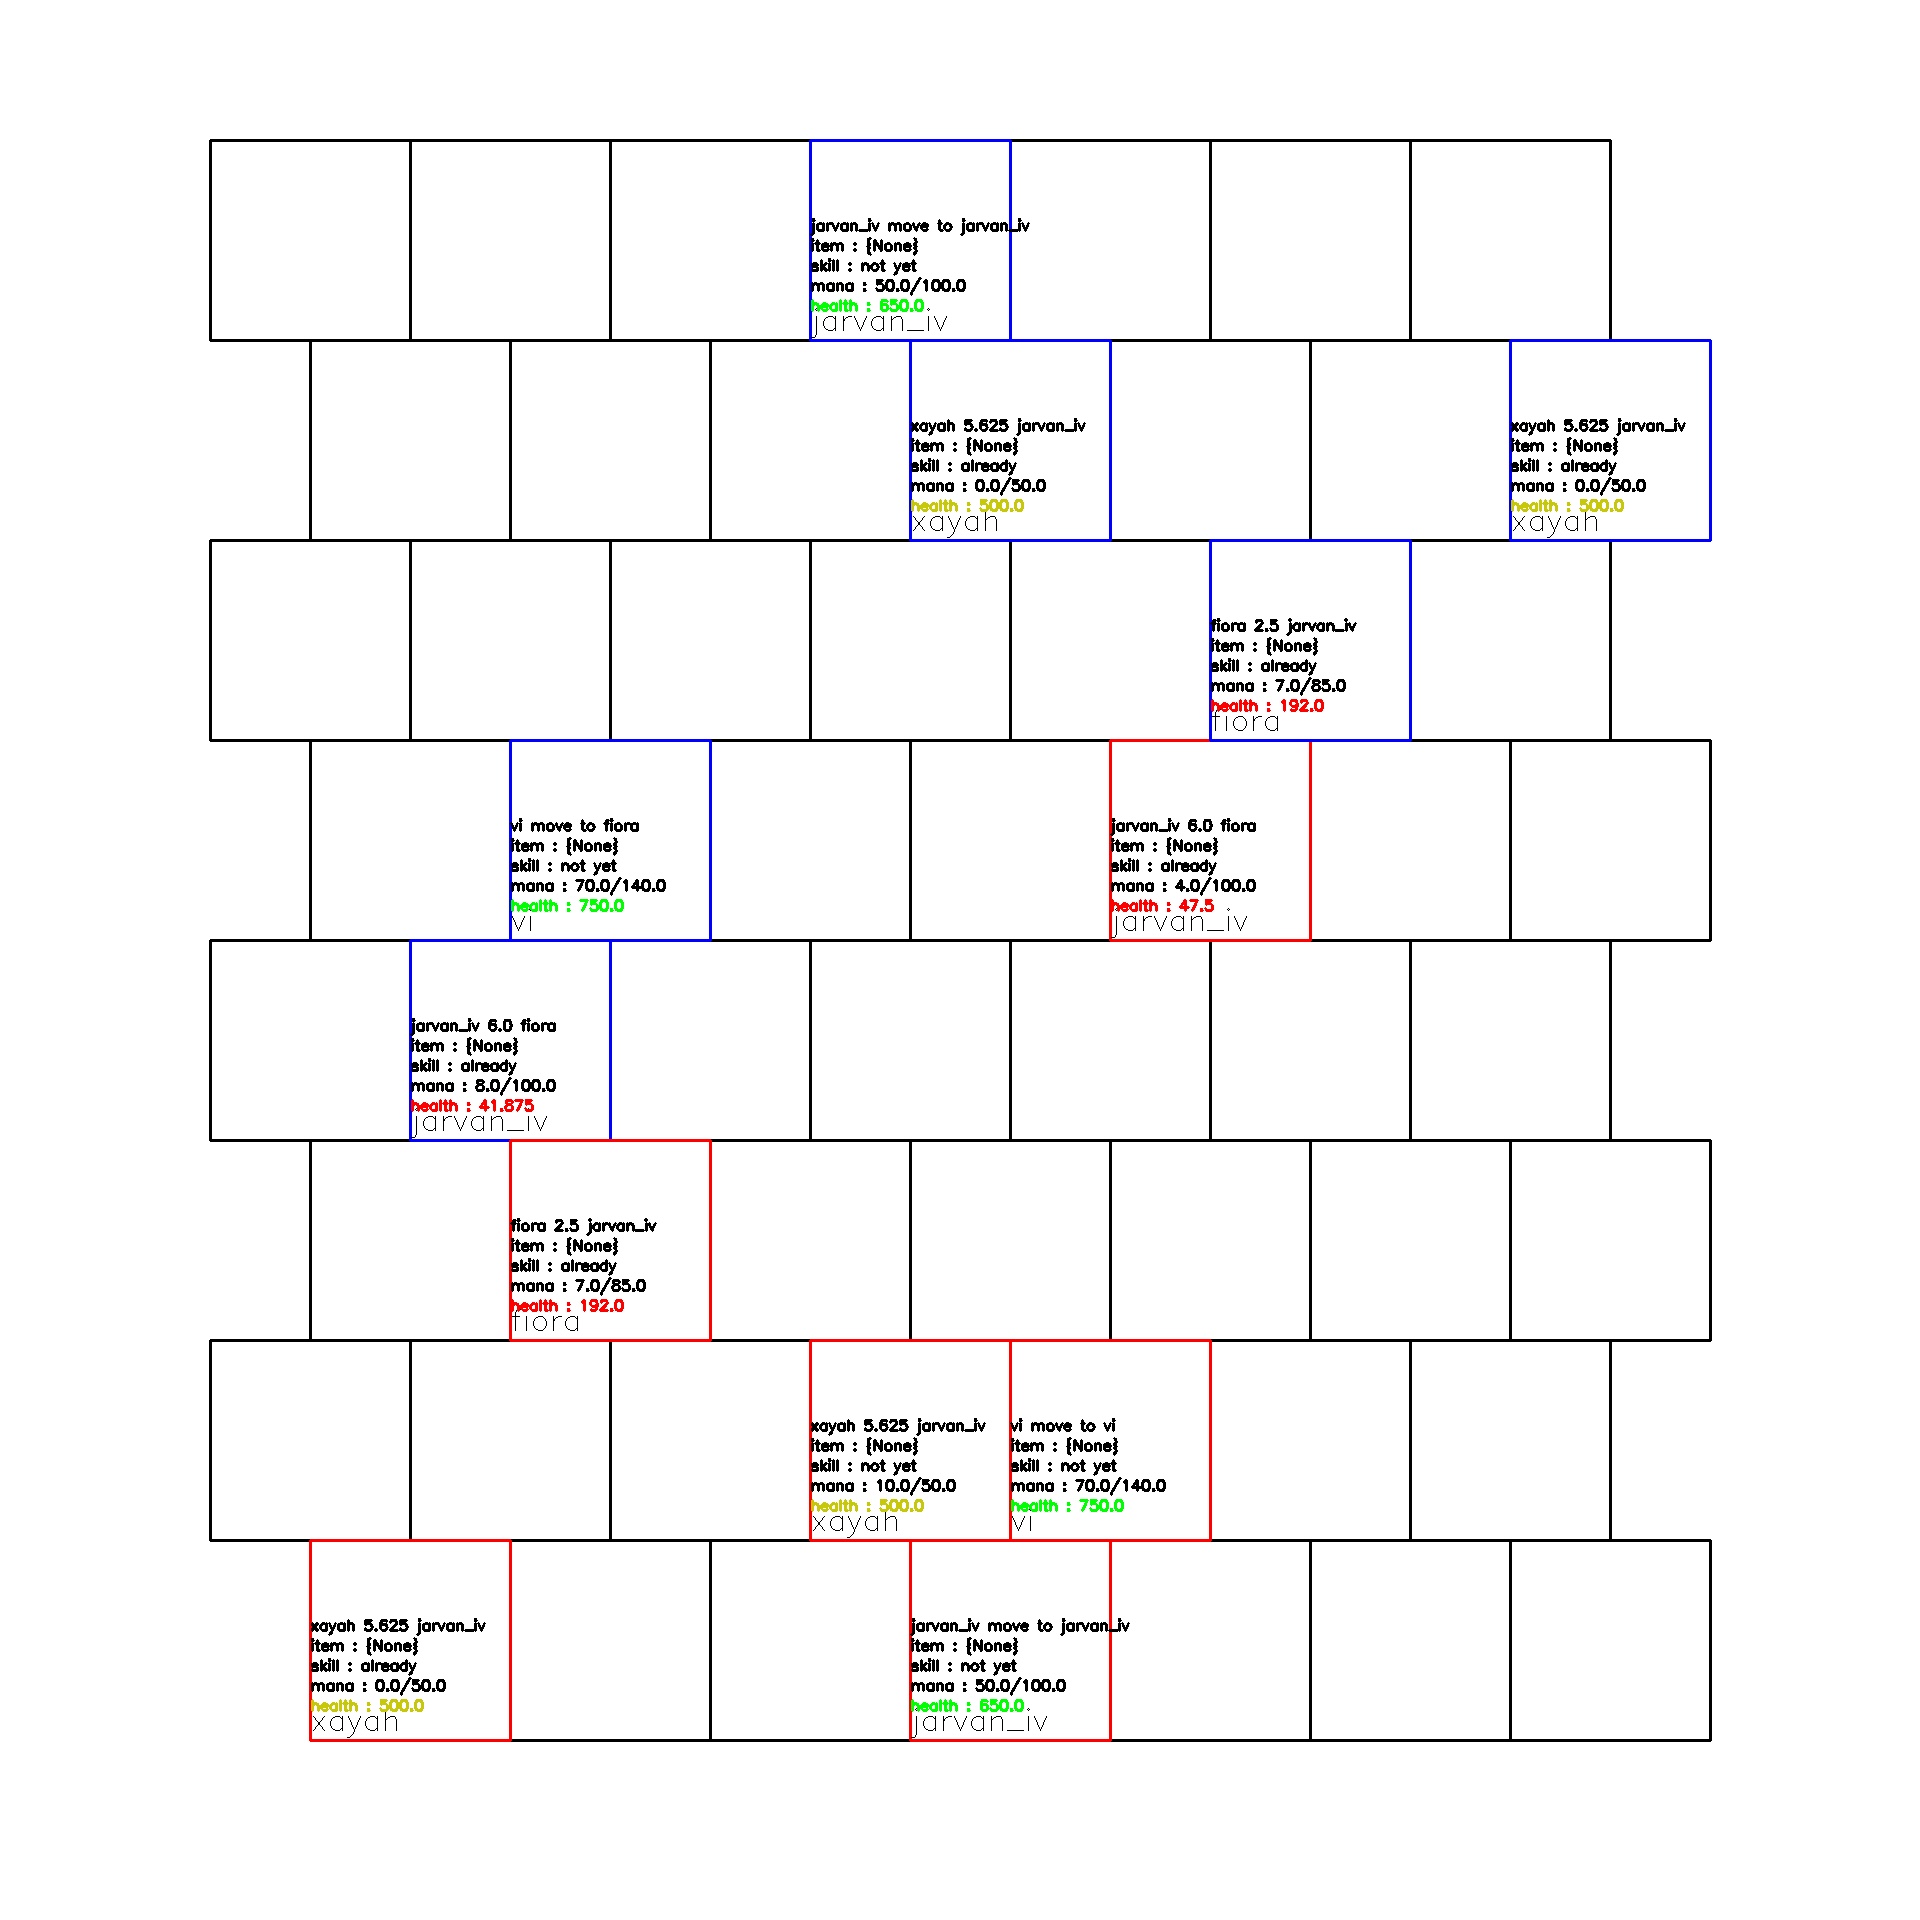 jarvan_iv move to jarvan_iv
item : {None}
skill : not yet
mana : 50.0/100.0
health : 650.0
jarvan_iv
xayah 5.625 jarvan_iv
item : {None}
skill : already
mana : 0.0/50.0
health : 500.0
xayah
xayah 5.625 jarvan_iv
item : {None}
skill : already
mana : 0.0/50.0
health : 500.0
xayah
fiora 2.5 jarvan_iv
item : {None}
skill : already
mana : 7.0/85.0
health : 192.0
fiora
vi move to fiora
item : {None}
skill : not yet
mana : 70.0/140.0
health : 750.0
vi
jarvan_iv 6.0 fiora
item : {None}
skill : already
mana : 4.0/100.0
health : 47.5
jarvan_iv
jarvan_iv 6.0 fiora
item : {None}
skill : already
mana : 8.0/100.0
health : 41.875
jarvan_iv
fiora 2.5 jarvan_iv
item : {None}
skill : already
mana : 7.0/85.0
health : 192.0
fiora
xayah 5.625 jarvan_iv
item : {None}
skill : not yet
mana : 10.0/50.0
health : 500.0
xayah
vi move to vi
item : {None}
skill : not yet
mana : 70.0/140.0
health : 750.0
vi
xayah 5.625 jarvan_iv
item : {None}
skill : already
mana : 0.0/50.0
health : 500.0
xayah
jarvan_iv move to jarvan_iv
item : {None}
skill : not yet
mana : 50.0/100.0
health : 650.0
jarvan_iv